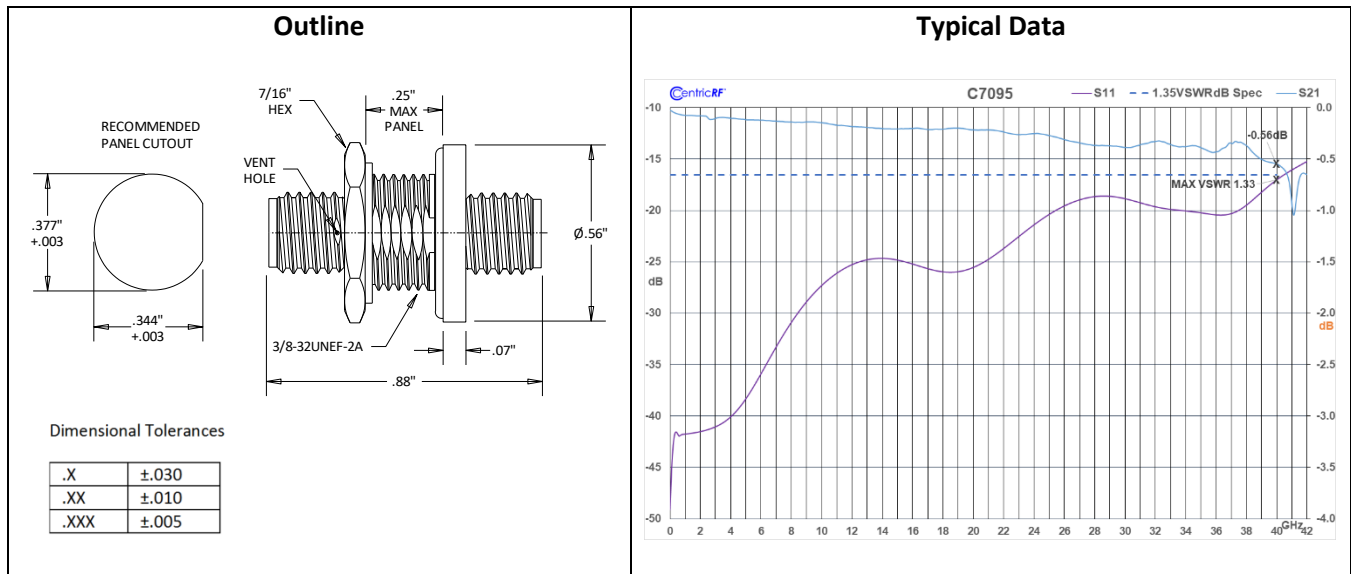 Outline
7/16"
HEX
.25"
MAX
PANEL
RECOMMENDED
PANEL CUTOUT
VENT
HOLE
.377"
+.003
Ø.56"
.344"
+.003
3/8-32UNEF-2A
.07"
.88"
Dimensional Tolerances
.X ±.030
.XX ±.010
.XXX ±.005
Typical Data
CentricRF
C7095
S11 1.35VSWRdB Spec S21
-10 0.0
-0.56dB
-15 -0.5
MAX VSWR 1.33
-20 -1.0
-25 -1.5
dB
-30 -2.0
dB
-35 -2.5
-40 -3.0
-45 -3.5
-50 -4.0
0 2 4 6 8 10 12 14 16 18 20 22 24 26 28 30 32 34 36 38 40 GHz 42